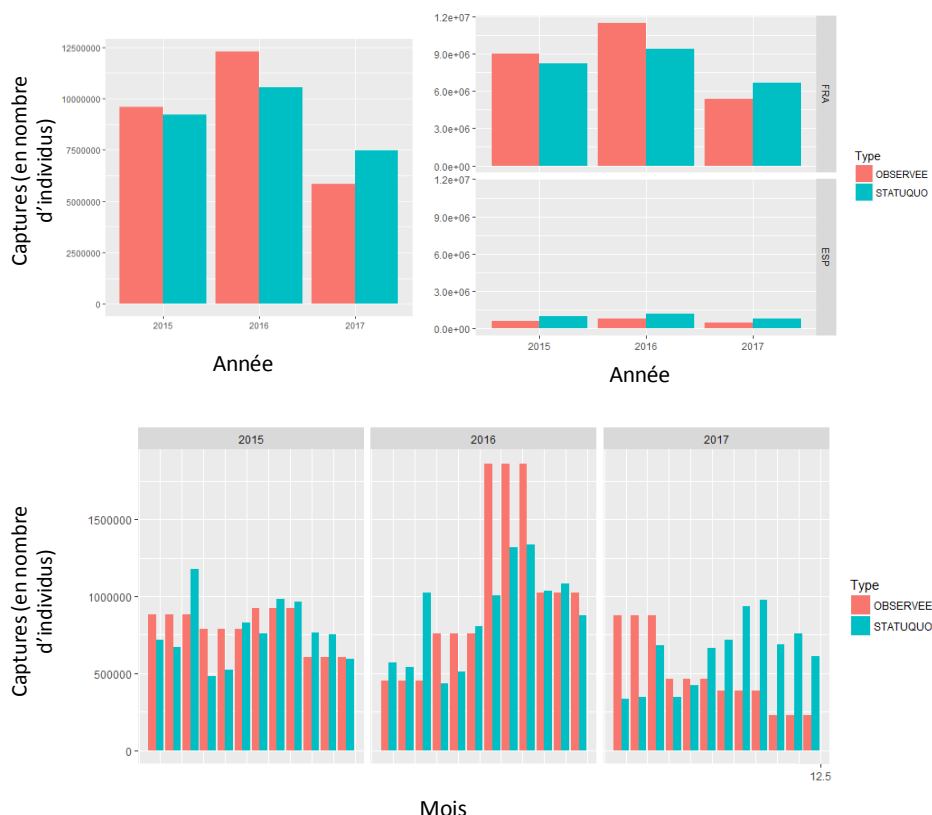 Captures (en nombre
d'individus)
12500000
10000000
7500000
5000000
2500000
0
2015
2016
2017
Année
1.2e+07
9.0e+06
6.0e+06
3.0e+06
0.0e+00
FRA
1.2e+07
9.0e+06
6.0e+06
3.0e+06
0.0e+00
ESP
2015
2016
2017
Année
Type
OBSERVEE
STATUQUO
Captures (en nombre
d'individus)
2015
2016
2017
1500000
1000000
500000
0
12.5
Mois
Type
OBSERVEE
STATUQUO